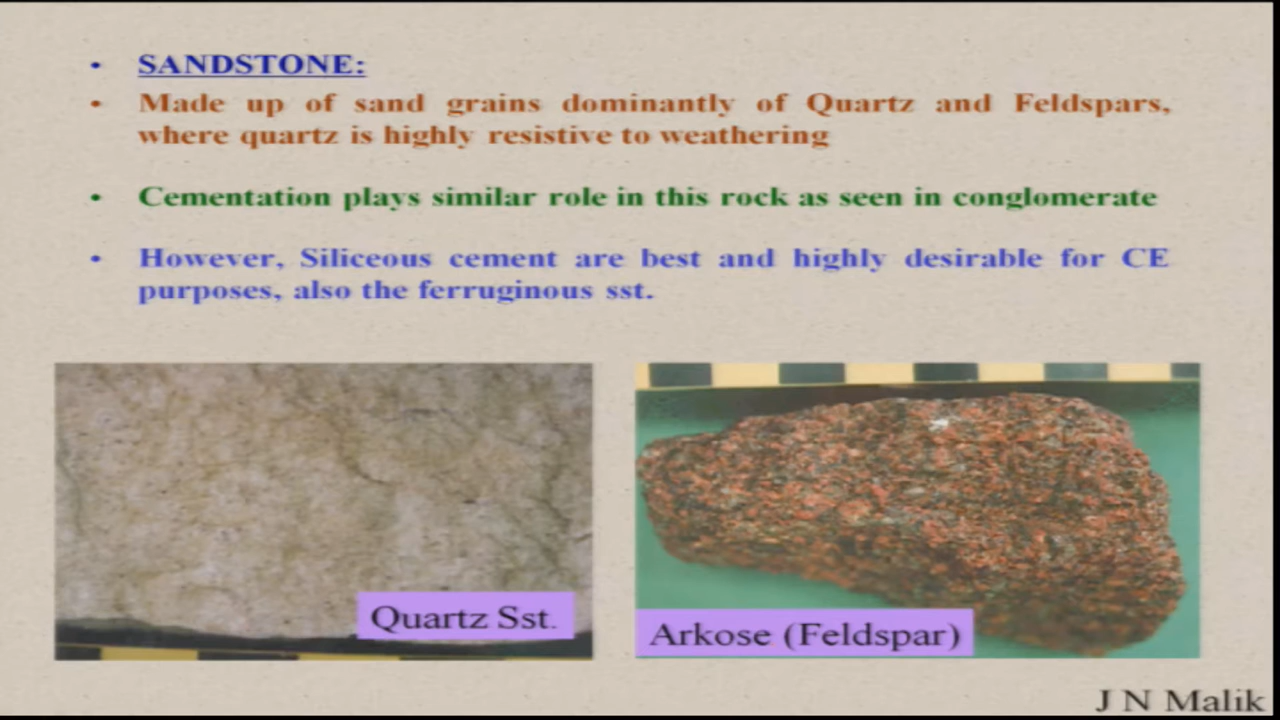 • SANDSTONE:
• Made up of sand grains dominantly of Quartz and Feldspars,
where quartz is highly resistive to weathering
• Cementation plays similar role in this rock as seen in conglomerate
• However, Siliceous cement are best and highly desirable for CE
purposes, also the ferruginous sst.
Quartz Sst.
Arkose (Feldspar)
J N Malik